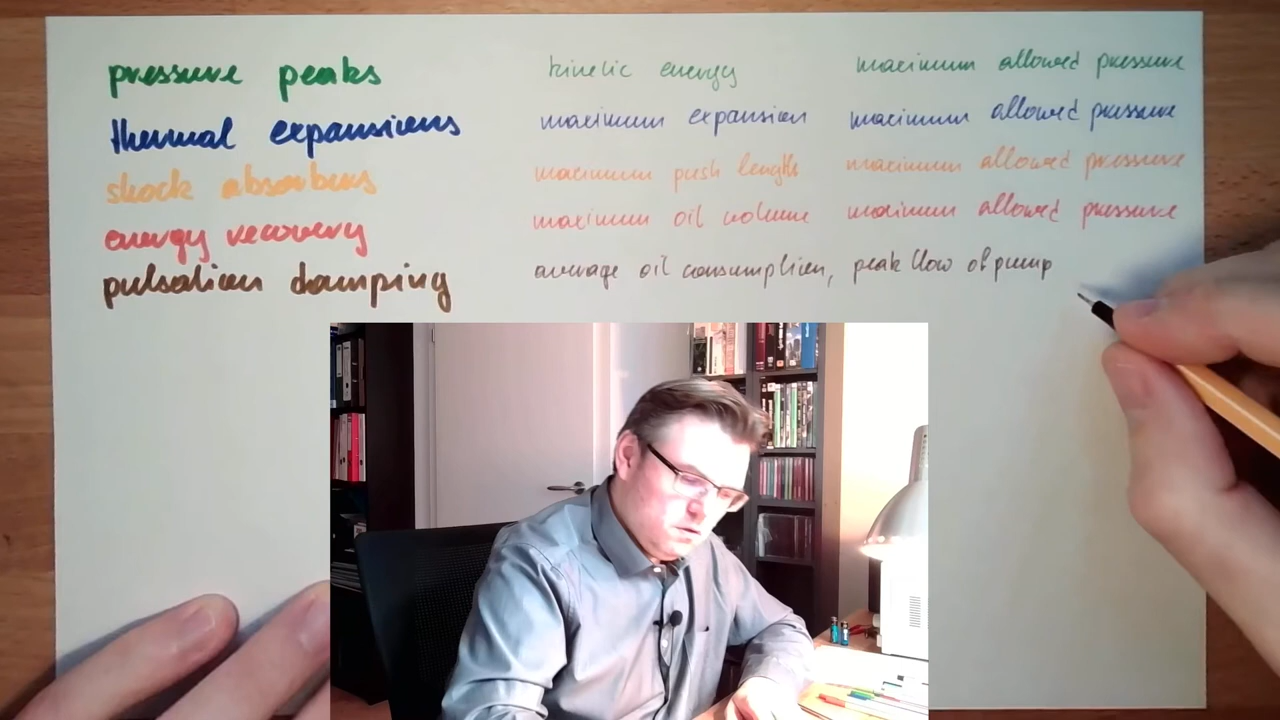 pressure peaks kinetic energy maximum allowed pressure
thermal expansions maximum expansion maximum allowed pressure
shock absorbers maximum push length maximum allowed pressure
energy recovery maximum oil volume maximum allowed pressure
pulsation damping average oil consumption, peak flow of pump